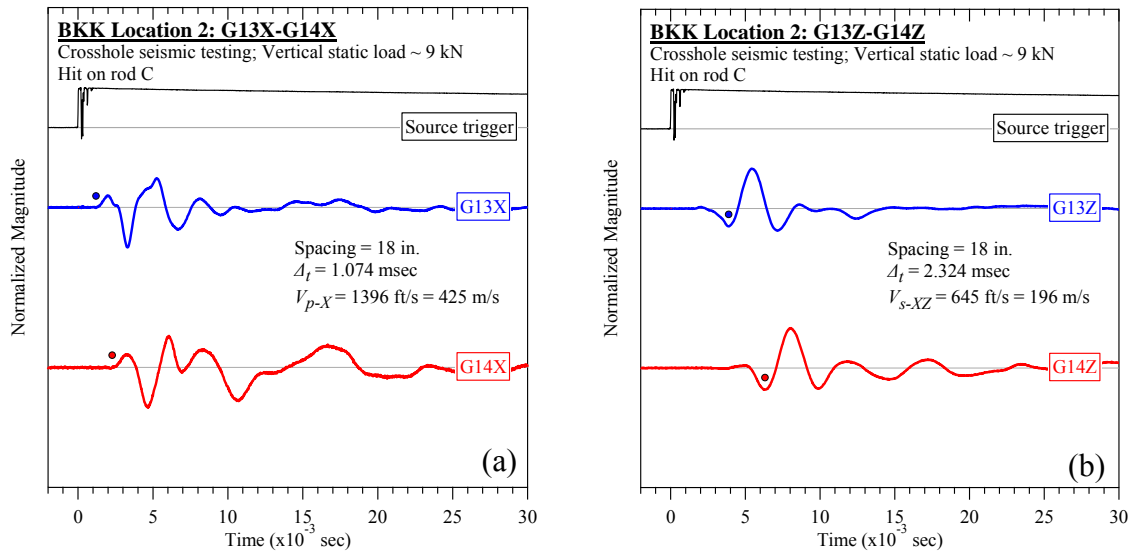 BKK Location 2: G13X-G14X
Crosshole seismic testing; Vertical static load ~ 9 kN
Hit on rod C
Source trigger
G13X
Spacing = 18 in.
Δt = 1.074 msec
Vp-X = 1396 ft/s = 425 m/s
G14X
(a)
Normalized Magnitude
0 5 10 15 20 25 30
Time (x10-3 sec)
BKK Location 2: G13Z-G14Z
Crosshole seismic testing; Vertical static load ~ 9 kN
Hit on rod C
Source trigger
G13Z
Spacing = 18 in.
Δt = 2.324 msec
Vs-XZ = 645 ft/s = 196 m/s
G14Z
(b)
Normalized Magnitude
0 5 10 15 20 25 30
Time (x10-3 sec)